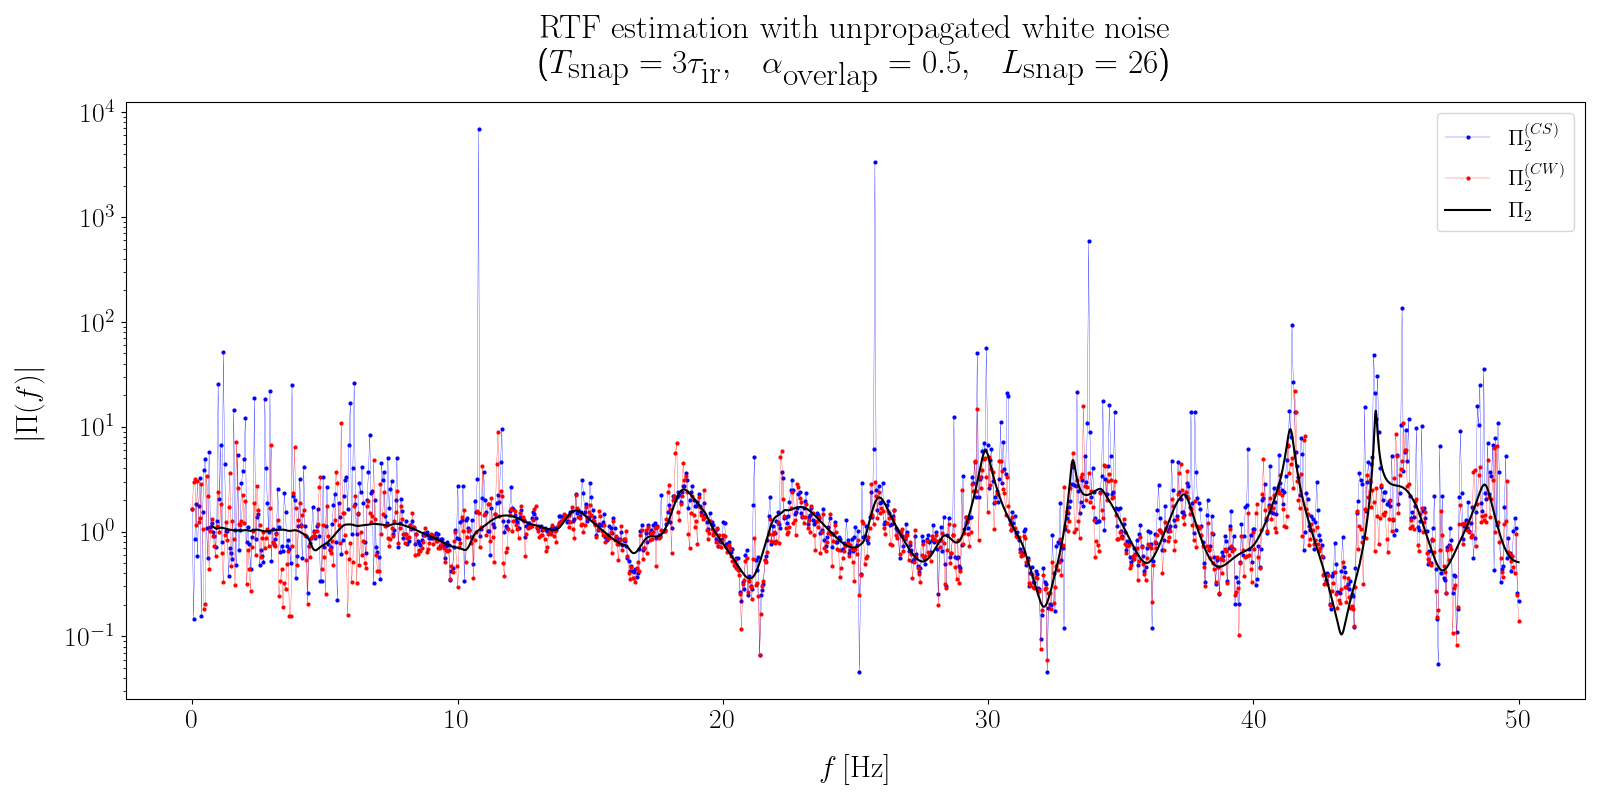 RTF estimation with unpropagated white noise
(T_snap = 3τ_ir, α_overlap = 0.5, L_snap = 26)
|Π(f)|
10^4
10^3
10^2
10^1
10^0
10^−1
Π_2^(CS)
Π_2^(CW)
Π_2
0 10 20 30 40 50
f [Hz]